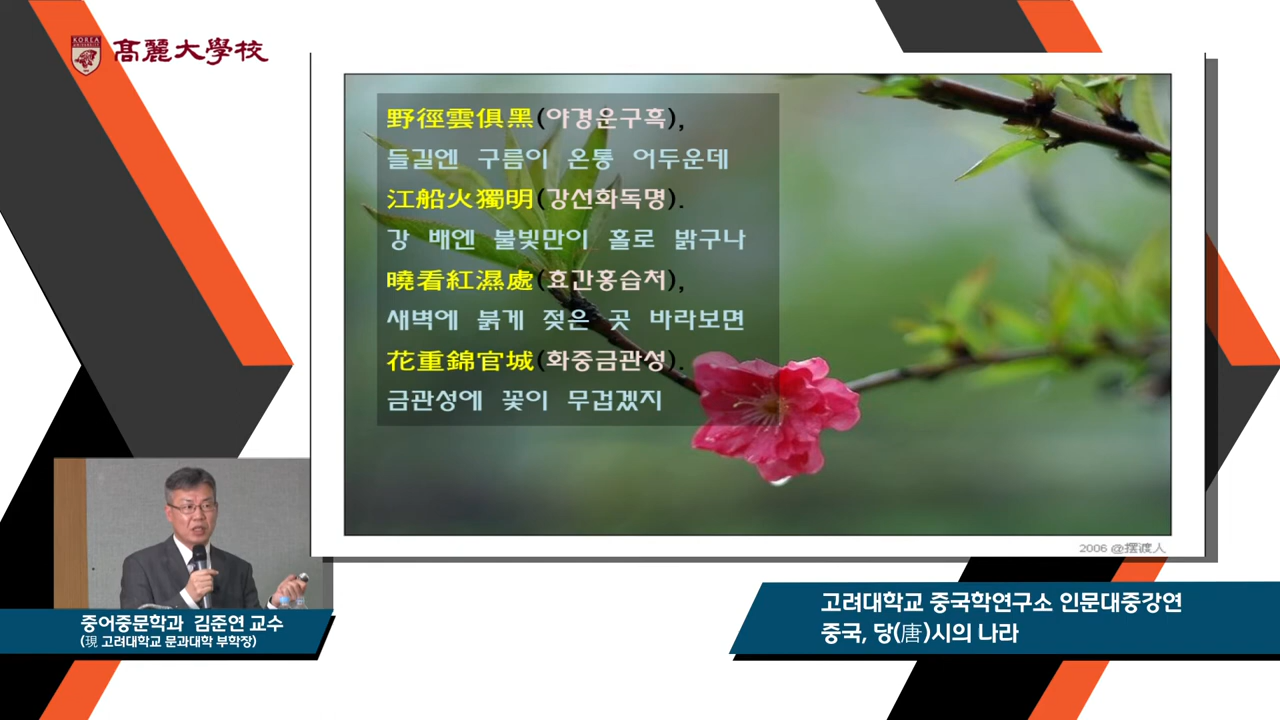 KOREA
髙麗大學校
野徑雲俱黑(야경운구흑),
들길엔 구름이 온통 어두운데
江船火獨明(강선화독명).
강 배엔 불빛만이 홀로 밝구나
曉看紅濕處(효간홍습처),
새벽에 붉게 젖은 곳 바라보면
花重錦官城(화중금관성).
금관성에 꽃이 무겁겠지
2006 @摆渡人
중어중문학과 김준연 교수
(現 고려대학교 문과대학 부학장)
고려대학교 중국학연구소 인문대중강연
중국, 당(唐)시의 나라